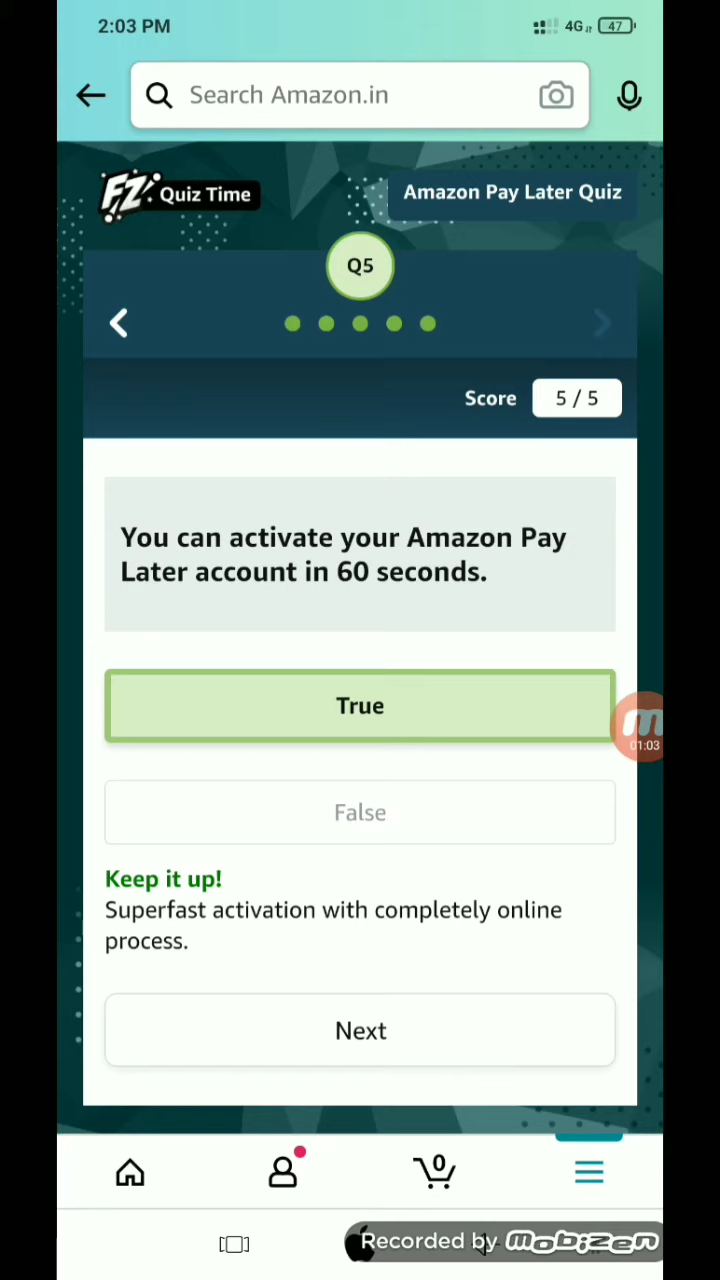 2:03 PM
4G
47
Search Amazon.in
FZ
Quiz Time
Amazon Pay Later Quiz
Q5
Score
5 / 5
You can activate your Amazon Pay
Later account in 60 seconds.
True
m
01:03
False
Keep it up!
Superfast activation with completely online
process.
Next
0
Recorded by mobizen